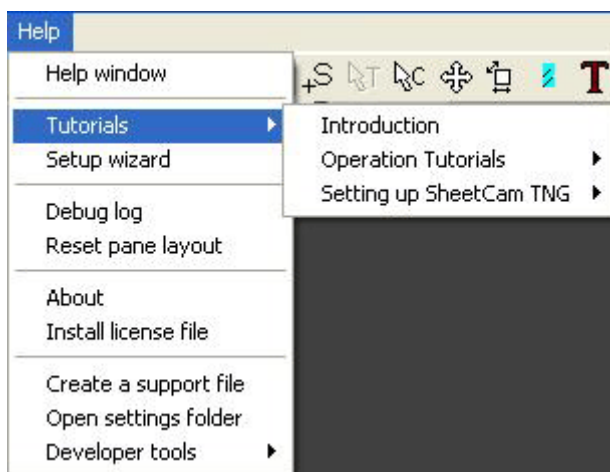 Help
Help window
Tutorials
Setup wizard
Debug log
Reset pane layout
About
Install license file
Create a support file
Open settings folder
Developer tools
+S T C T
Introduction
Operation Tutorials
Setting up SheetCam TNG